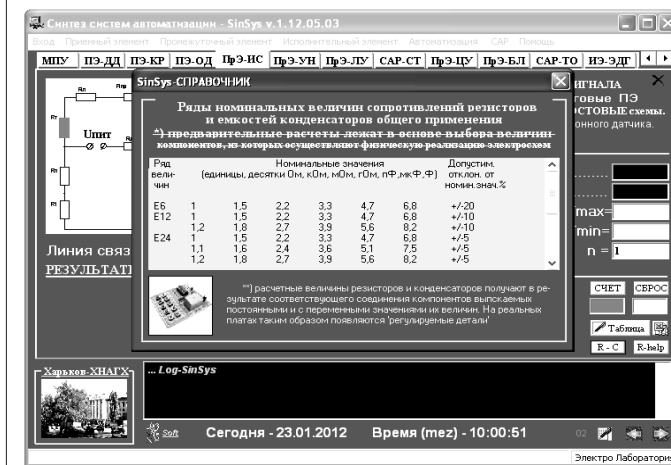 Синтез систем автоматизации - SinSys v.1.12.05.03
Вход Приемный элемент Промежуточный элемент Исполнительный элемент Автоматизация САР Помощь
МПУ ПЭ-ДД ПЭ-КР ПЭ-ОД ПрЭ-ИС ПрЭ-УН ПрЭ-ЛУ САР-СТ ПрЭ-ЦУ ПрЭ-БЛ САР-ТО ИЭ-ЭДГ
SinSys-СПРАВОЧНИК
Ряды номинальных величин сопротивлений резисторов
и емкостей конденсаторов общего применения
*) предварительные расчеты лежат в основе выбора величин
компонентов, из которых осуществляют физическую реализацию электросхем
Ряд Номинальные значения Допустим.
вели- (единицы, десятки Ом, кОм, мОм, гОм, пФ,мкФ,Ф) отклон. от
чин номин.знач.%
E6 1 1,5 2,2 3,3 4,7 6,8 +/-20
E12 1 1,5 2,2 3,3 4,7 6,8 +/-10
1,2 1,8 2,7 3,9 5,6 8,2 +/-10
E24 1 1,5 2,2 3,3 4,7 6,8 +/-5
1,1 1,6 2,4 3,6 5,1 7,5 +/-5
1,2 1,8 2,7 3,9 5,6 8,2 +/-5
**) расчетные величины резисторов и конденсаторов получают в ре-
зультате соответствующего соединения компонентов выпскаемых
постоянными и с переменными значениями их величин. На реальных
платах таким образом появляются 'регулируемые детали'
Uпит
Линия связ
РЕЗУЛЬТАТ
ИГНАЛА
говые ПЭ
СТОВЫЕ схемы.
онного датчика.
max=
min=
n = 1
СЧЕТ СБРОС
Таблица
R - C R-help
Харьков-ХНАГХ
... Log-SinSys
Soft Сегодня - 23.01.2012 Время (mez) - 10:00:51 02
Электро Лаборатория